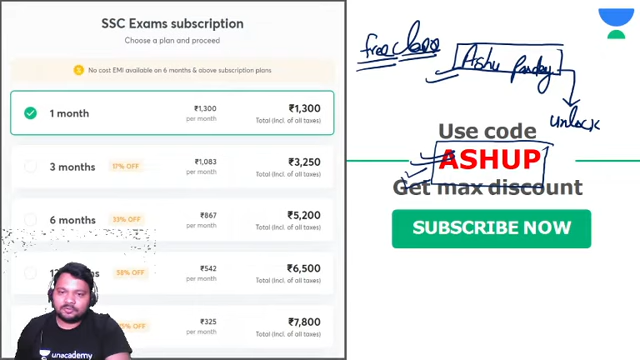 SSC Exams subscription
Choose a plan and proceed
No cost EMI available on 6 months & above subscription plans
1 month
₹1,300
per month
₹1,300
Total (Incl. of all taxes)
3 months
17% OFF
₹1,083
per month
₹3,250
Total (Incl. of all taxes)
6 months
33% OFF
₹867
per month
₹5,200
Total (Incl. of all taxes)
58% OFF
₹542
per month
₹6,500
Total (Incl. of all taxes)
₹325
per month
₹7,800
Total (Incl. of all taxes)
unacademy
free class
Ashu Panday
unlock
Use code
ASHUP
Get max discount
SUBSCRIBE NOW